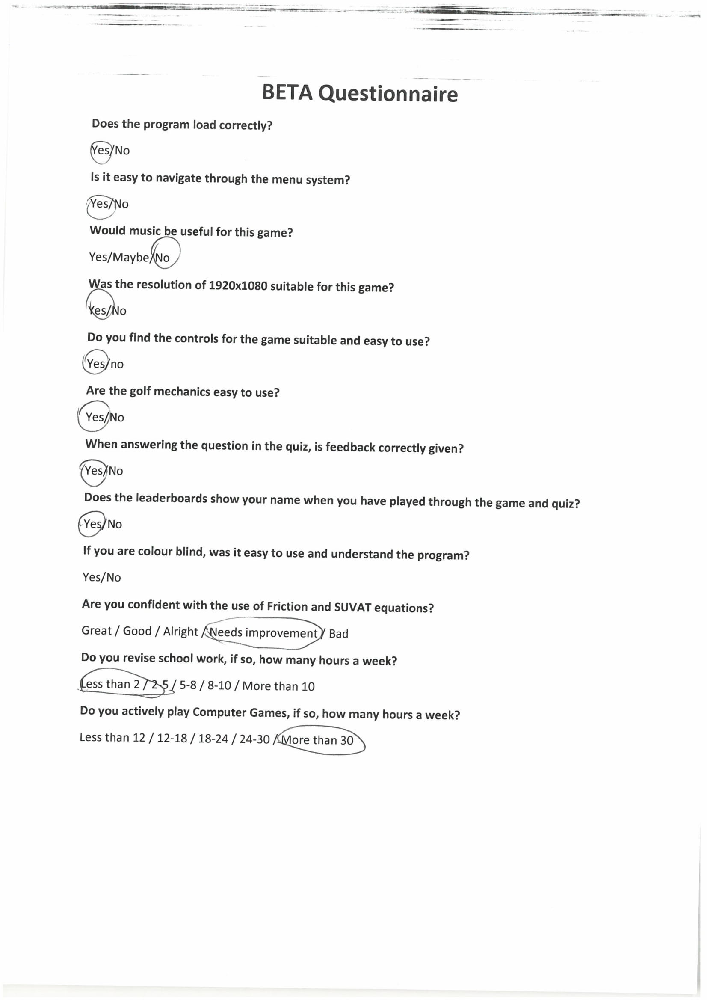 BETA Questionnaire
Does the program load correctly?
Yes/No
Is it easy to navigate through the menu system?
Yes/No
Would music be useful for this game?
Yes/Maybe/No
Was the resolution of 1920x1080 suitable for this game?
Yes/No
Do you find the controls for the game suitable and easy to use?
Yes/no
Are the golf mechanics easy to use?
Yes/No
When answering the question in the quiz, is feedback correctly given?
Yes/No
Does the leaderboards show your name when you have played through the game and quiz?
Yes/No
If you are colour blind, was it easy to use and understand the program?
Yes/No
Are you confident with the use of Friction and SUVAT equations?
Great / Good / Alright / Needs improvement / Bad
Do you revise school work, if so, how many hours a week?
Less than 2 / 2-5 / 5-8 / 8-10 / More than 10
Do you actively play Computer Games, if so, how many hours a week?
Less than 12 / 12-18 / 18-24 / 24-30 / More than 30